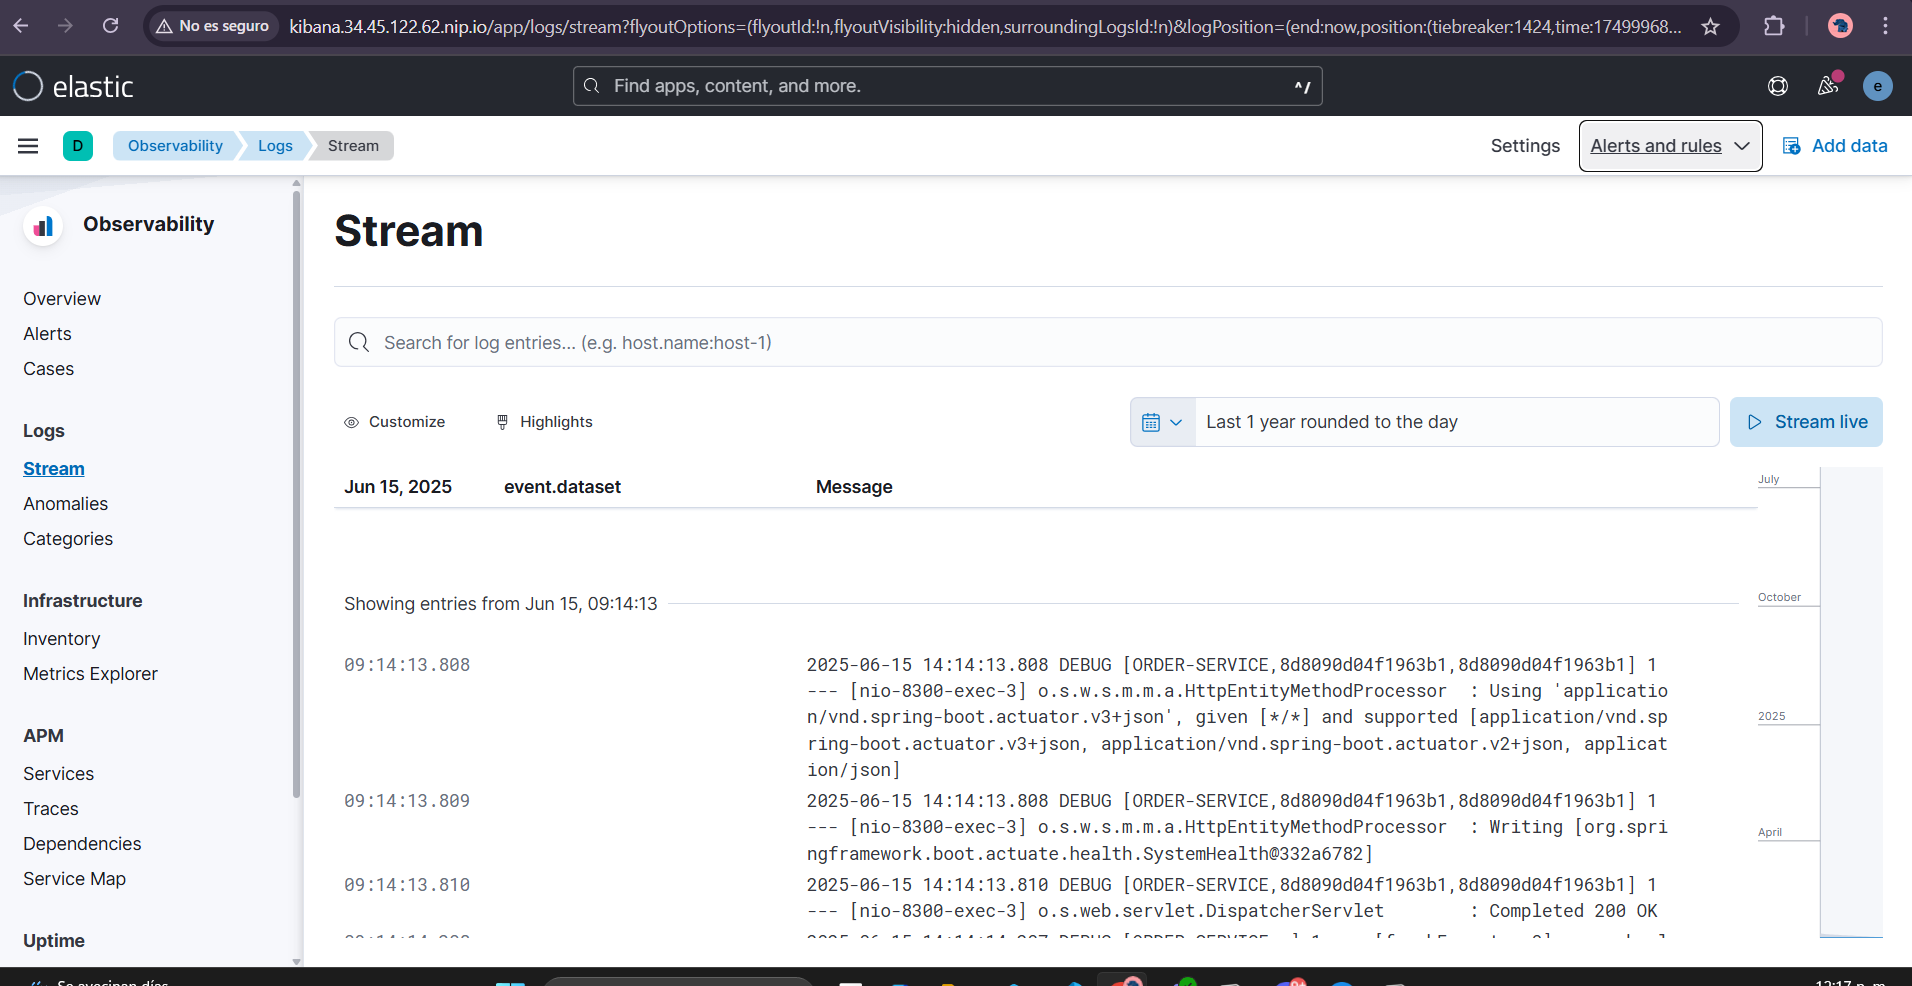 No es seguro
kibana.34.45.122.62.nip.io/app/logs/stream?flyoutOptions=(flyoutId:!n,flyoutVisibility:hidden,surroundingLogsId:!n)&logPosition=(end:now,position:(tiebreaker:1424,time:17499968...
elastic
Find apps, content, and more.
^/
e
D
Observability
Logs
Stream
Settings
Alerts and rules
Add data
Observability
Overview
Alerts
Cases
Logs
Stream
Anomalies
Categories
Infrastructure
Inventory
Metrics Explorer
APM
Services
Traces
Dependencies
Service Map
Uptime
Stream
Search for log entries... (e.g. host.name:host-1)
Customize
Highlights
Last 1 year rounded to the day
Stream live
Jun 15, 2025 event.dataset Message
Showing entries from Jun 15, 09:14:13
09:14:13.808 2025-06-15 14:14:13.808 DEBUG [ORDER-SERVICE,8d8090d04f1963b1,8d8090d04f1963b1] 1
--- [nio-8300-exec-3] o.s.w.s.m.m.a.HttpEntityMethodProcessor : Using 'applicatio
n/vnd.spring-boot.actuator.v3+json', given [*/*] and supported [application/vnd.sp
ring-boot.actuator.v3+json, application/vnd.spring-boot.actuator.v2+json, applicat
ion/json]
09:14:13.809 2025-06-15 14:14:13.808 DEBUG [ORDER-SERVICE,8d8090d04f1963b1,8d8090d04f1963b1] 1
--- [nio-8300-exec-3] o.s.w.s.m.m.a.HttpEntityMethodProcessor : Writing [org.spri
ngframework.boot.actuate.health.SystemHealth@332a6782]
09:14:13.810 2025-06-15 14:14:13.810 DEBUG [ORDER-SERVICE,8d8090d04f1963b1,8d8090d04f1963b1] 1
--- [nio-8300-exec-3] o.s.web.servlet.DispatcherServlet : Completed 200 OK
July
October
2025
April